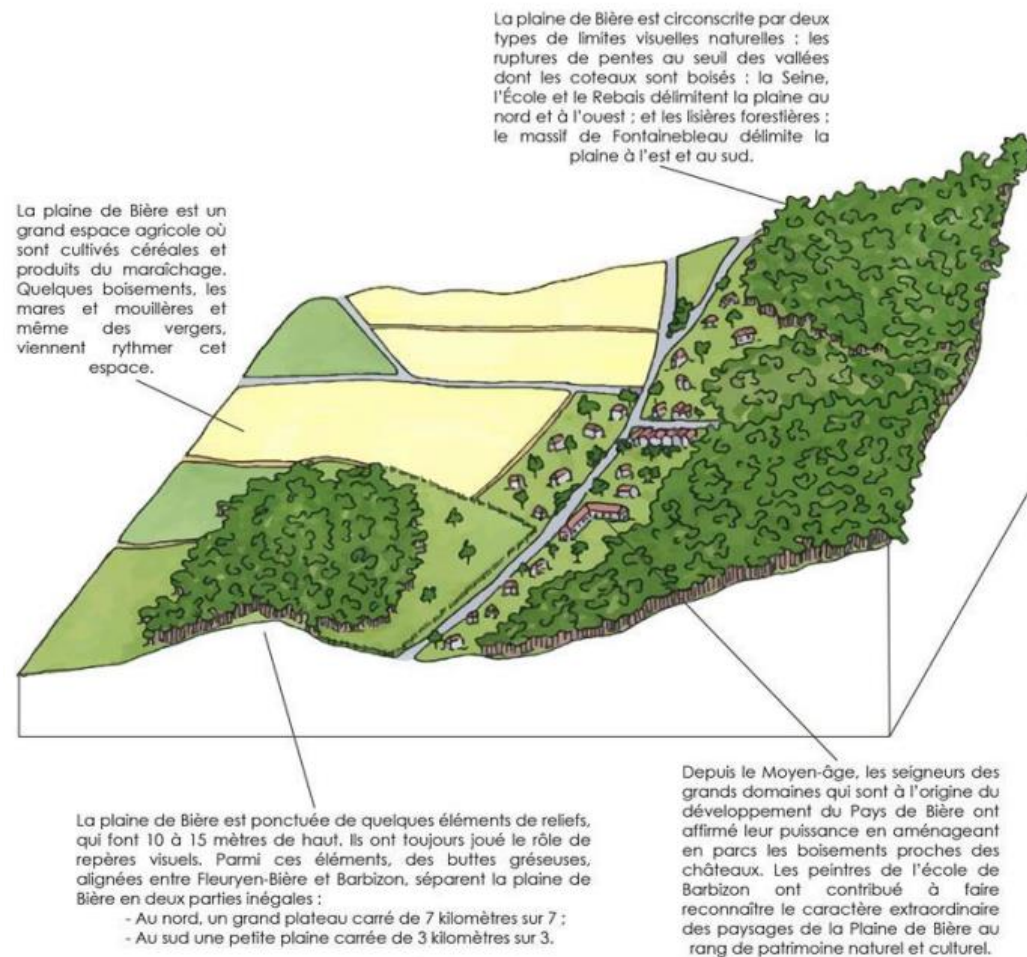 La plaine de Bière est circonscrite par deux
types de limites visuelles naturelles : les
ruptures de pentes au seuil des vallées
dont les coteaux sont boisés : la Seine,
l'École et le Rebais délimitent la plaine au
nord et à l'ouest ; et les lisières forestières :
le massif de Fontainebleau délimite la
plaine à l'est et au sud.
La plaine de Bière est un
grand espace agricole où
sont cultivés céréales et
produits du maraîchage.
Quelques boisements, les
mares et mouillères et
même des vergers,
viennent rythmer cet
espace.
La plaine de Bière est ponctuée de quelques éléments de reliefs,
qui font 10 à 15 mètres de haut. Ils ont toujours joué le rôle de
repères visuels. Parmi ces éléments, des buttes gréseuses,
alignées entre Fleuryen-Bière et Barbizon, séparent la plaine de
Bière en deux parties inégales :
- Au nord, un grand plateau carré de 7 kilomètres sur 7 ;
- Au sud une petite plaine carrée de 3 kilomètres sur 3.
Depuis le Moyen-âge, les seigneurs des
grands domaines qui sont à l'origine du
développement du Pays de Bière ont
affirmé leur puissance en aménageant
en parcs les boisements proches des
châteaux. Les peintres de l'école de
Barbizon ont contribué à faire
reconnaître le caractère extraordinaire
des paysages de la Plaine de Bière au
rang de patrimoine naturel et culturel.